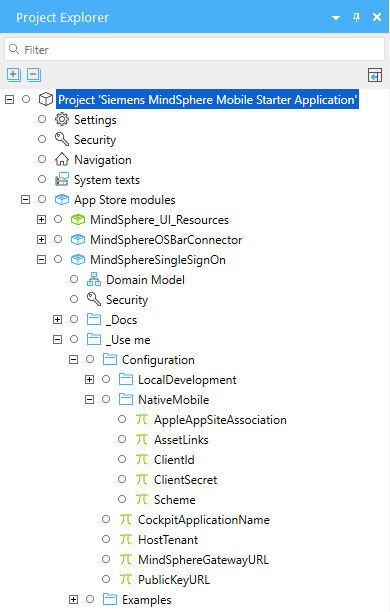 Project Explorer
Filter
Project 'Siemens MindSphere Mobile Starter Application'
Settings
Security
Navigation
System texts
App Store modules
MindSphere_UI_Resources
MindSphereOSBarConnector
MindSphereSingleSignOn
Domain Model
Security
_Docs
_Use me
Configuration
LocalDevelopment
NativeMobile
AppleAppSiteAssociation
AssetLinks
ClientId
ClientSecret
Scheme
CockpitApplicationName
HostTenant
MindSphereGatewayURL
PublicKeyURL
Examples